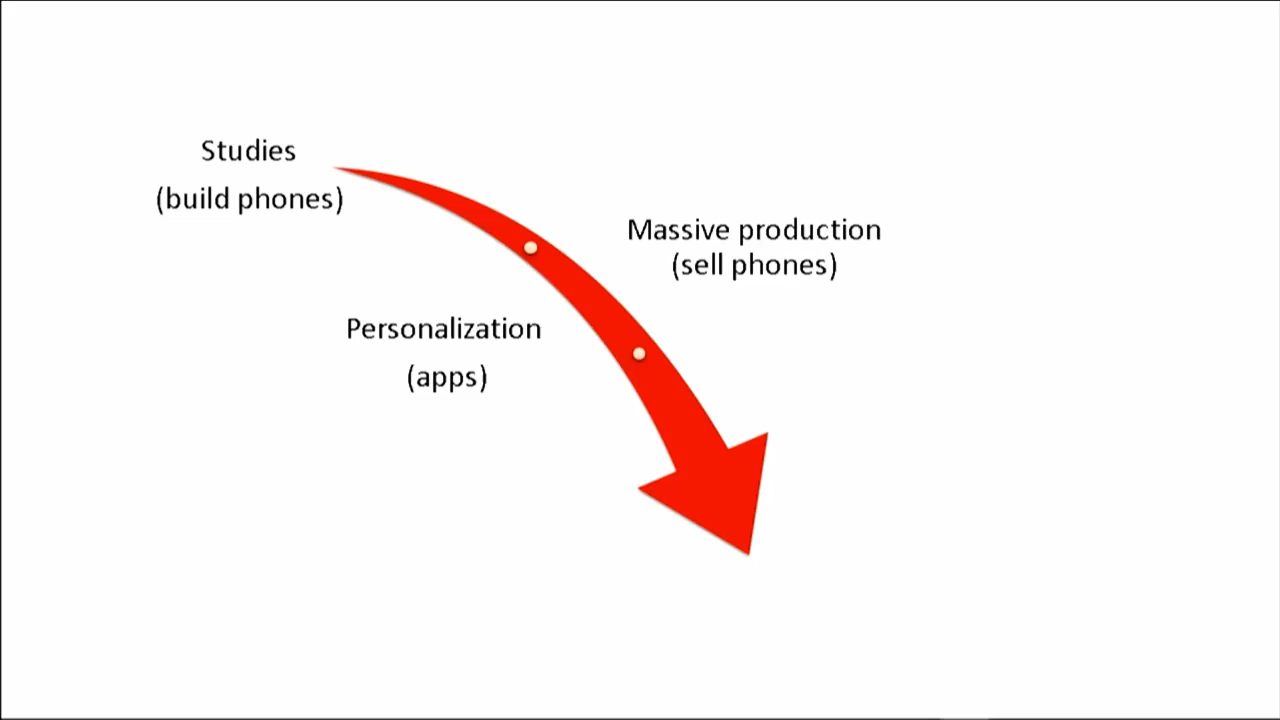 Studies
(build phones)
Massive production
(sell phones)
Personalization
(apps)